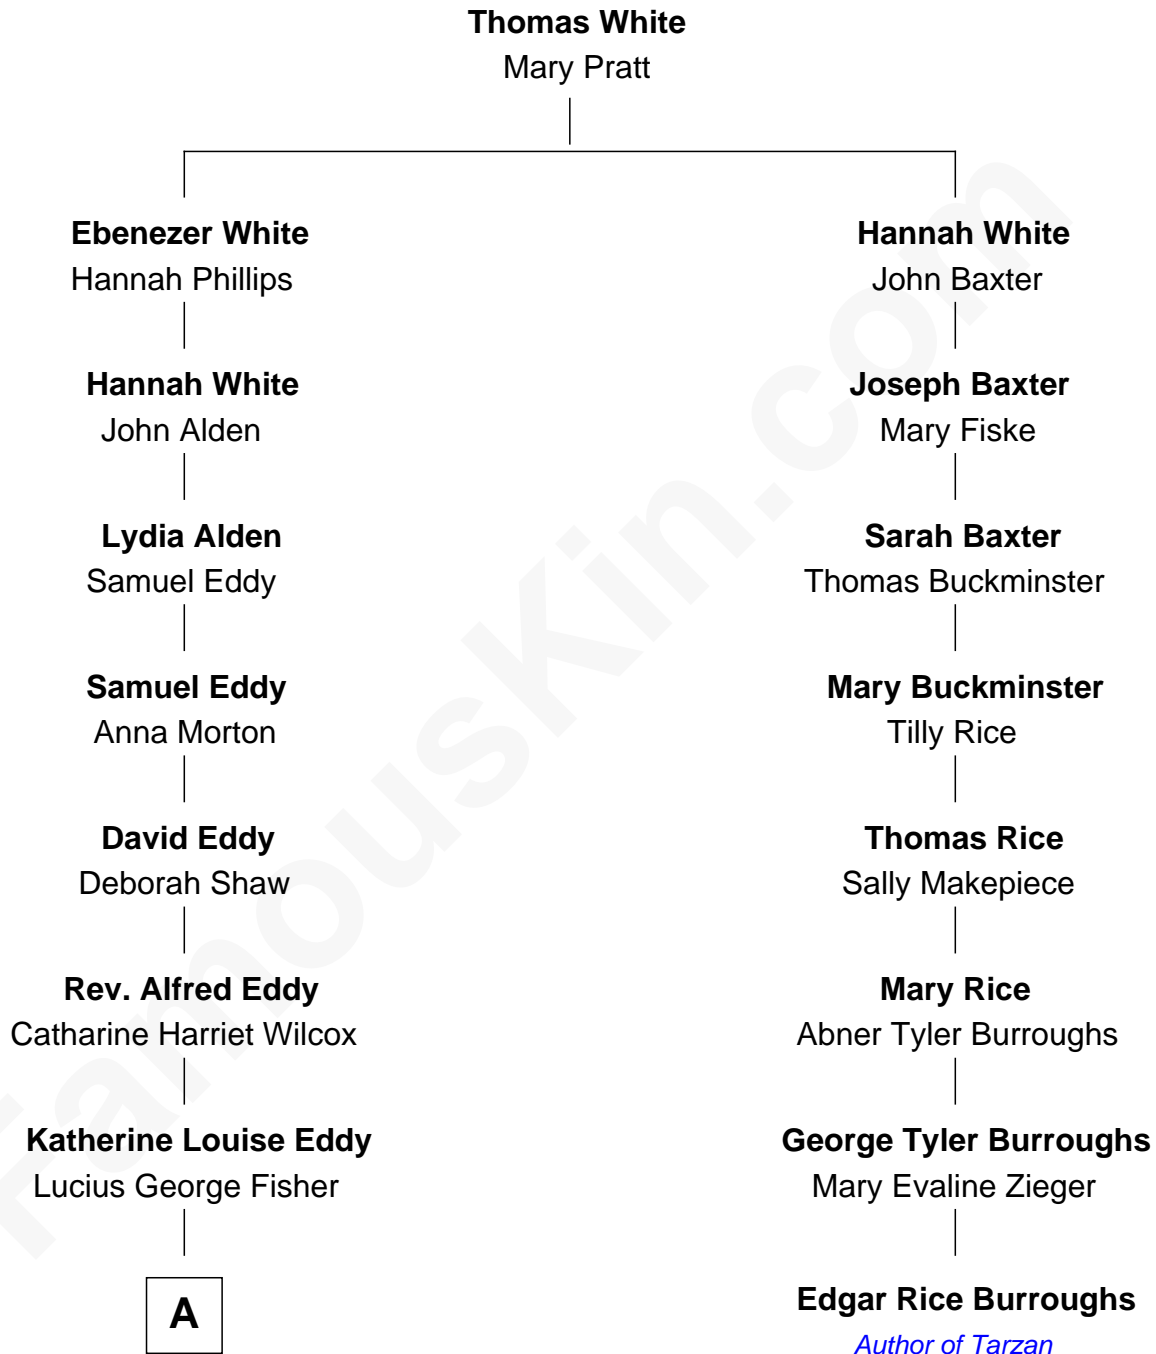 Thomas White
Mary Pratt
Ebenezer White
Hannah Phillips
Hannah White
John Baxter
Hannah White
John Alden
Joseph Baxter
Mary Fiske
Lydia Alden
Samuel Eddy
Sarah Baxter
Thomas Buckminster
Samuel Eddy
Anna Morton
Mary Buckminster
Tilly Rice
David Eddy
Deborah Shaw
Thomas Rice
Sally Makepiece
Rev. Alfred Eddy
Catharine Harriet Wilcox
Mary Rice
Abner Tyler Burroughs
Katherine Louise Eddy
Lucius George Fisher
George Tyler Burroughs
Mary Evaline Zieger
A
Edgar Rice Burroughs
Author of Tarzan
FamousKin.com